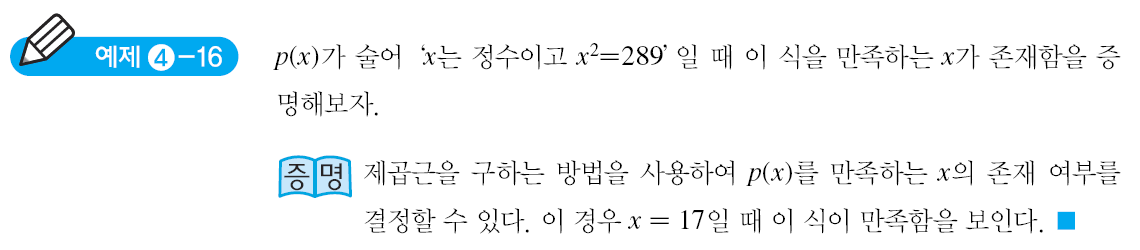 예제 ❹-16 p(x)가 술어 ‘x는 정수이고 x²=289’ 일 때 이 식을 만족하는 x가 존재함을 증
명해보자.
증명 제곱근을 구하는 방법을 사용하여 p(x)를 만족하는 x의 존재 여부를
결정할 수 있다. 이 경우 x = 17일 때 이 식이 만족함을 보인다. ■